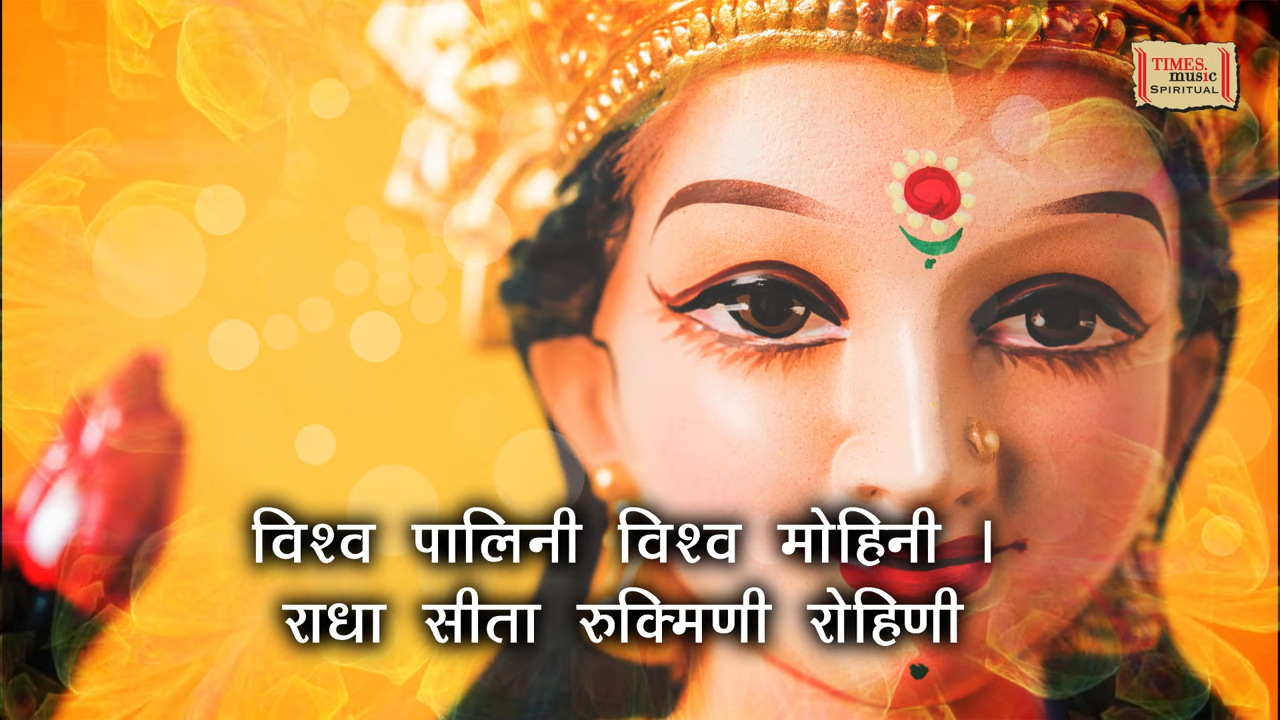 TIMES.
music
SPIRITUAL
विश्व पालिनी विश्व मोहिनी ।
राधा सीता रुक्मिणी रोहिणी